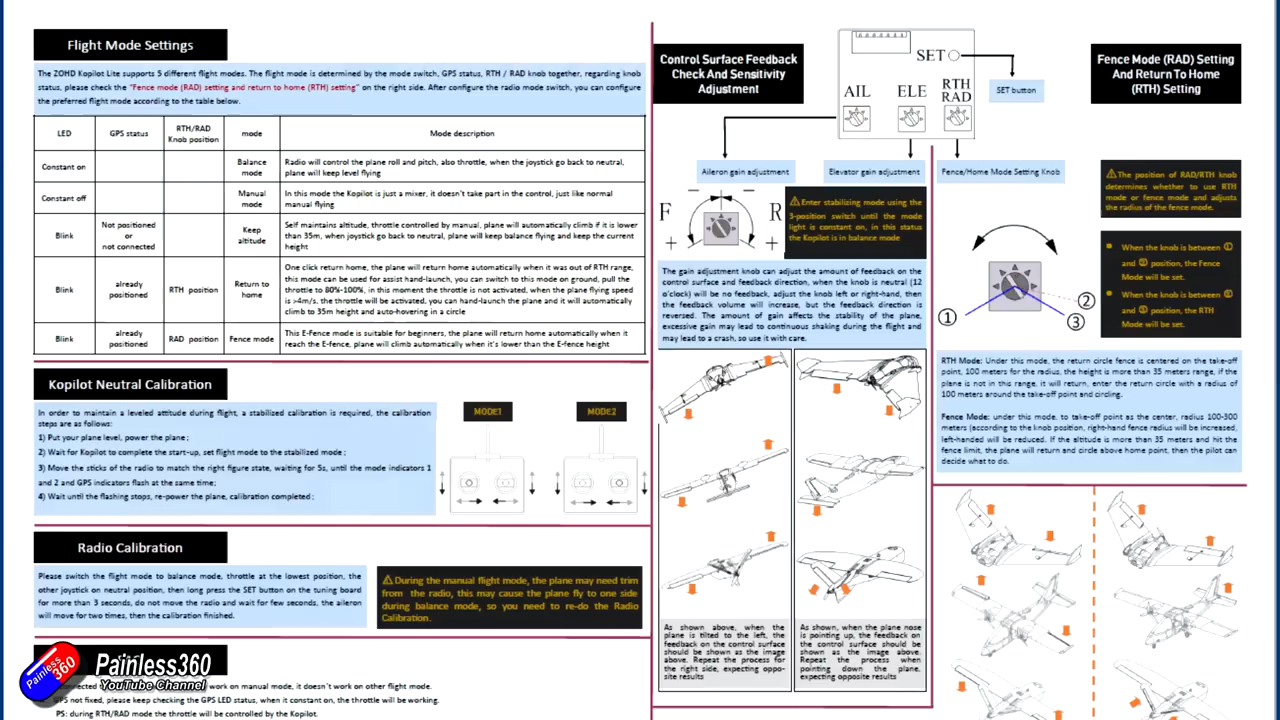 Flight Mode Settings
The ZOHD Kopilot Lite supports 5 different flight modes. The flight mode is determined by the mode switch, GPS status, RTH / RAD knob together, regarding knob
status, please check the "Fence mode (RAD) setting and return to home (RTH) setting" on the right side. After configure the radio mode switch, you can configure
the preferred flight mode according to the table below.
LED
GPS status
RTH/RAD
Knob position
mode
Mode description
Constant on
Balance
mode
Radio will control the plane roll and pitch, also throttle, when the joystick go back to neutral,
plane will keep level flying
Constant off
Manual
mode
In this mode the Kopilot is just a mixer, it doesn't take part in the control, just like normal
manual flying
Blink
Not positioned
or
not connected
Keep
altitude
Self maintains altitude, throttle controlled by manual, plane will automatically climb if it is lower
than 35m, when joystick go back to neutral, plane will keep balance flying and keep the current
height
Blink
already
positioned
RTH position
Return to
home
One click return home, the plane will return home automatically when it was out of RTH range,
this mode can be used for assist hand-launch, you can switch to this mode on ground, pull the
throttle to 80%-100%, in this moment the throttle is not activated, when the plane flying speed
is >4m/s, the throttle will be activated, you can hand-launch the plane and it will automatically
climb to 35m height and auto-hovering in a circle
Blink
already
positioned
RAD position
Fence mode
This E-Fence mode is suitable for beginners, the plane will return home automatically when it
reach the E-fence, plane will climb automatically when it's lower than the E-fence height
Kopilot Neutral Calibration
In order to maintain a leveled attitude during flight, a stabilized calibration is required, the calibration
steps are as follows:
1) Put your plane level, power the plane;
2) Wait for Kopilot to complete the start-up, set flight mode to the stabilized mode;
3) Move the sticks of the radio to match the right figure state, waiting for 5s, until the mode indicators 1
and 2 and GPS indicators flash at the same time;
4) Wait until the flashing stops, re-power the plane, calibration completed;
MODE1
MODE2
Radio Calibration
Please switch the flight mode to balance mode, throttle at the lowest position, the
other joystick on neutral position, then long press the SET button on the tuning board
for more than 3 seconds, do not move the radio and wait for few seconds, the aileron
will move for two times, then the calibration finished.
⚠During the manual flight mode, the plane may need trim
from the radio, this may cause the plane fly to one side
during balance mode, so you need to re-do the Radio
Calibration.
Painless360
Painless360
YouTube Channel
work on manual mode, it doesn't work on other flight mode.
not fixed, please keep checking the GPS LED status, when it constant on, the throttle will be working.
PS: during RTH/RAD mode the throttle will be controlled by the Kopilot.
Control Surface Feedback
Check And Sensitivity
Adjustment
SET
AIL
ELE
RTH
RAD
SET button
Fence Mode (RAD) Setting
And Return To Home
(RTH) Setting
Aileron gain adjustment
Elevator gain adjustment
Fence/Home Mode Setting Knob
F
R
− −
+ +
⚠Enter stabilizing mode using the
3-position switch until the mode
light is constant on, in this status
the Kopilot is in balance mode
The gain adjustment knob can adjust the amount of feedback on the
control surface and feedback direction, when the knob is neutral (12
o'clock) will be no feedback, adjust the knob left or right-hand, then
the feedback volume will increase, but the feedback direction is
reversed. The amount of gain affects the stability of the plane,
excessive gain may lead to continuous shaking during the flight and
may lead to a crash, so use it with care.
As shown above, when the
plane is tilted to the left, the
feedback on the control surface
should be shown as the image
above. Repeat the process for
the right side, expecting oppo-
site results
As shown, when the plane nose
is pointing up, the feedback on
the control surface should be
shown as the image above.
Repeat the process when
pointing down the plane,
expecting opposite results
⚠The position of RAD/RTH knob
determines whether to use RTH
mode or fence mode and adjusts
the radius of the fence mode.
①
②
③
● When the knob is between ①
and ② position, the Fence
Mode will be set.
● When the knob is between
and position, the RTH
Mode will be set.
RTH Mode: Under this mode, the return circle fence is centered on the take-off
point, 100 meters for the radius, the height is more than 35 meters range, if the
plane is not in this range, it will return, enter the return circle with a radius of
100 meters around the take-off point and circling.
Fence Mode: under this mode, to take-off point as the center, radius 100-300
meters (according to the knob position, right-hand fence radius will be increased,
left-handed will be reduced. If the altitude is more than 35 meters and hit the
fence limit, the plane will return and circle above home point, then the pilot can
decide what to do.